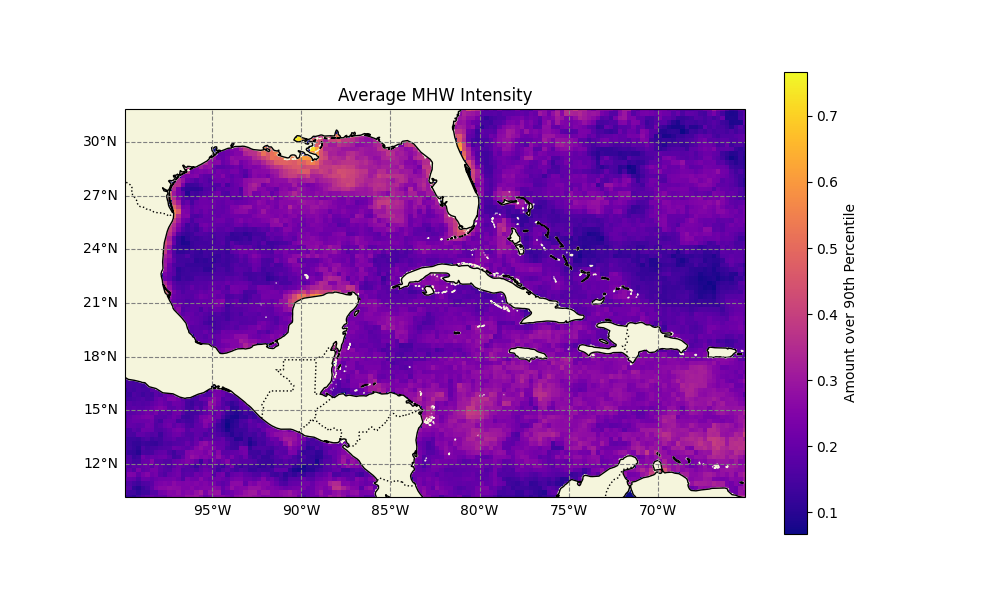 Average MHW Intensity
30°N
27°N
24°N
21°N
18°N
15°N
12°N
95°W 90°W 85°W 80°W 75°W 70°W
0.7
0.6
0.5
0.4
0.3
0.2
0.1
Amount over 90th Percentile